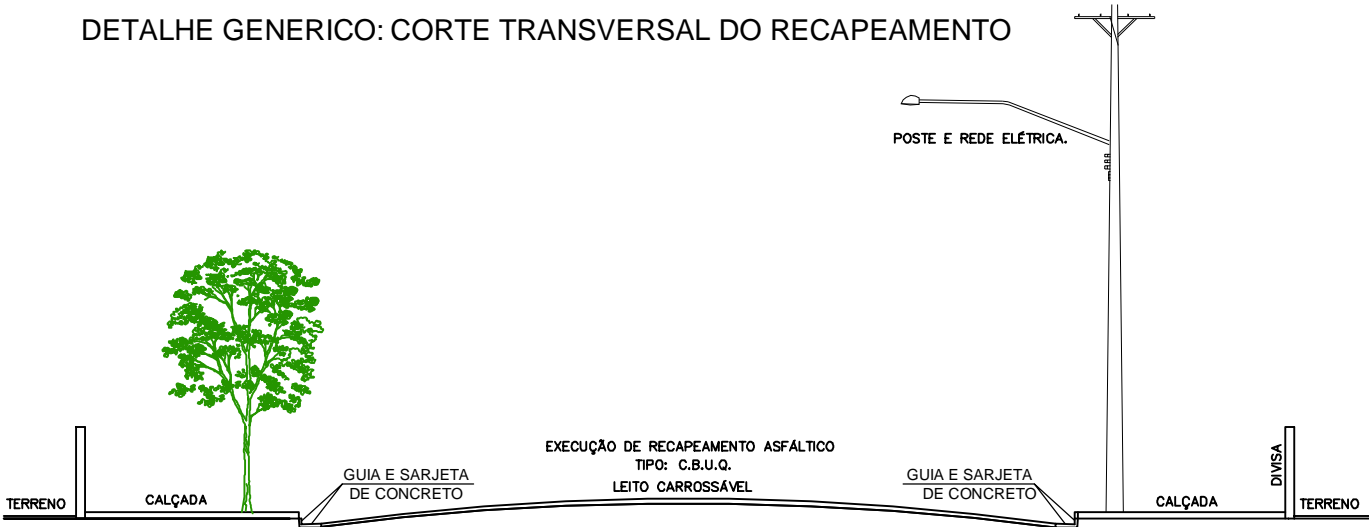 DETALHE GENERICO: CORTE TRANSVERSAL DO RECAPEAMENTO
POSTE E REDE ELÉTRICA.
EXECUÇÃO DE RECAPEAMENTO ASFÁLTICO
TIPO: C.B.U.Q.
LEITO CARROSSÁVEL
GUIA E SARJETA
DE CONCRETO
GUIA E SARJETA
DE CONCRETO
TERRENO
CALÇADA
CALÇADA
DIVISA
TERRENO